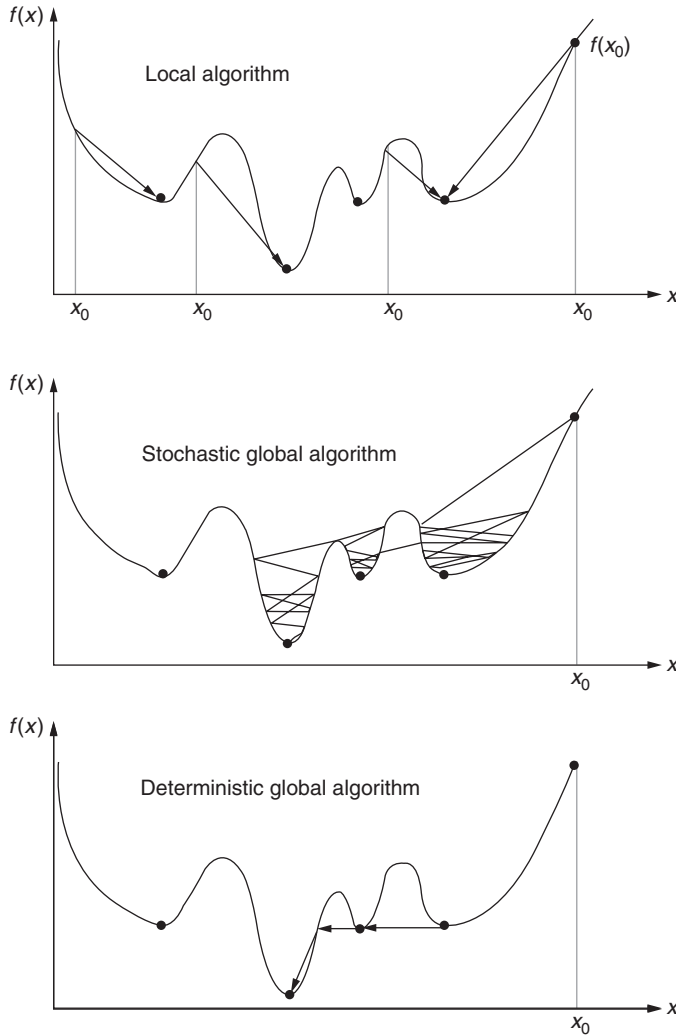 f(x)
f(x₀)
Local algorithm
x₀ x₀ x₀ x₀ x
f(x)
Stochastic global algorithm
x
x₀
f(x)
Deterministic global algorithm
x
x₀